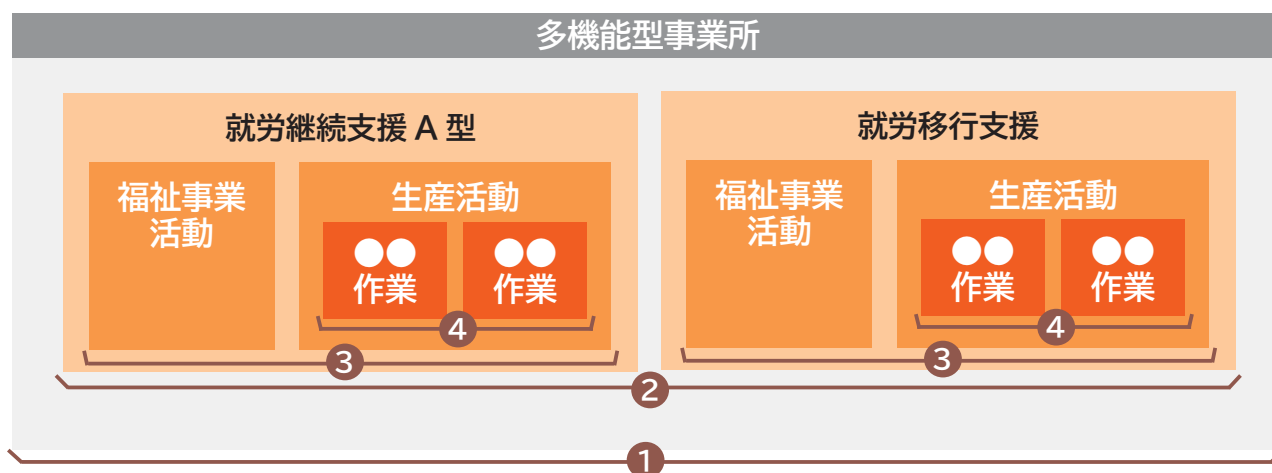 多機能型事業所
就労継続支援 A 型
福祉事業
活動
生産活動
●●
作業
●●
作業
4
3
就労移行支援
福祉事業
活動
生産活動
●●
作業
●●
作業
4
3
2
1